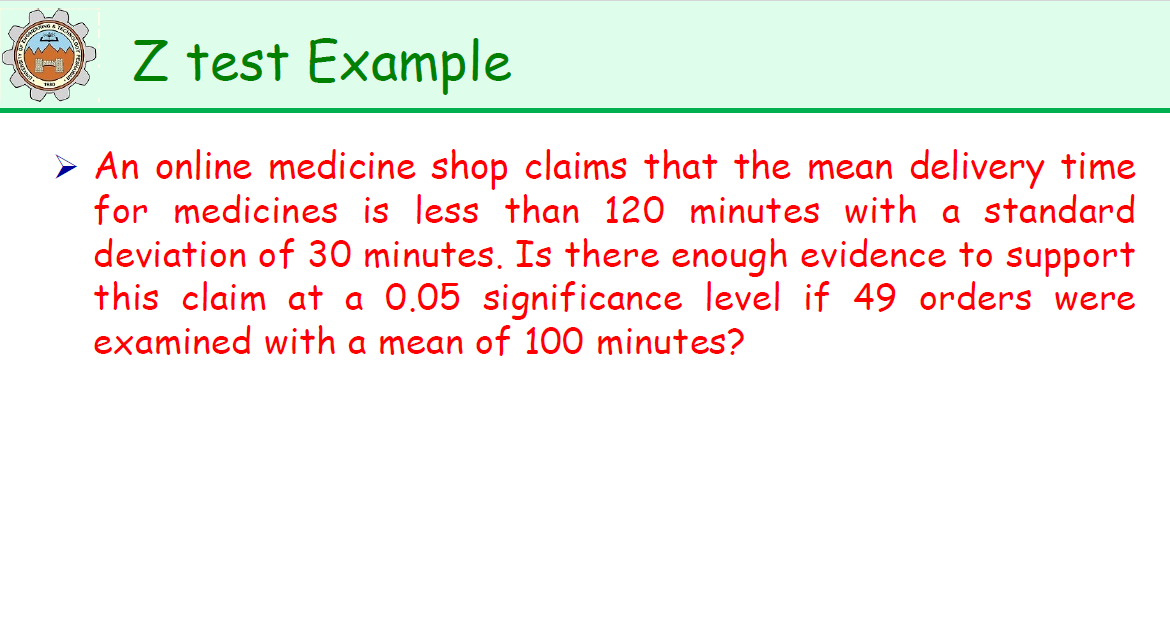 Z test Example
An online medicine shop claims that the mean delivery time
for medicines is less than 120 minutes with a standard
deviation of 30 minutes. Is there enough evidence to support
this claim at a 0.05 significance level if 49 orders were
examined with a mean of 100 minutes?